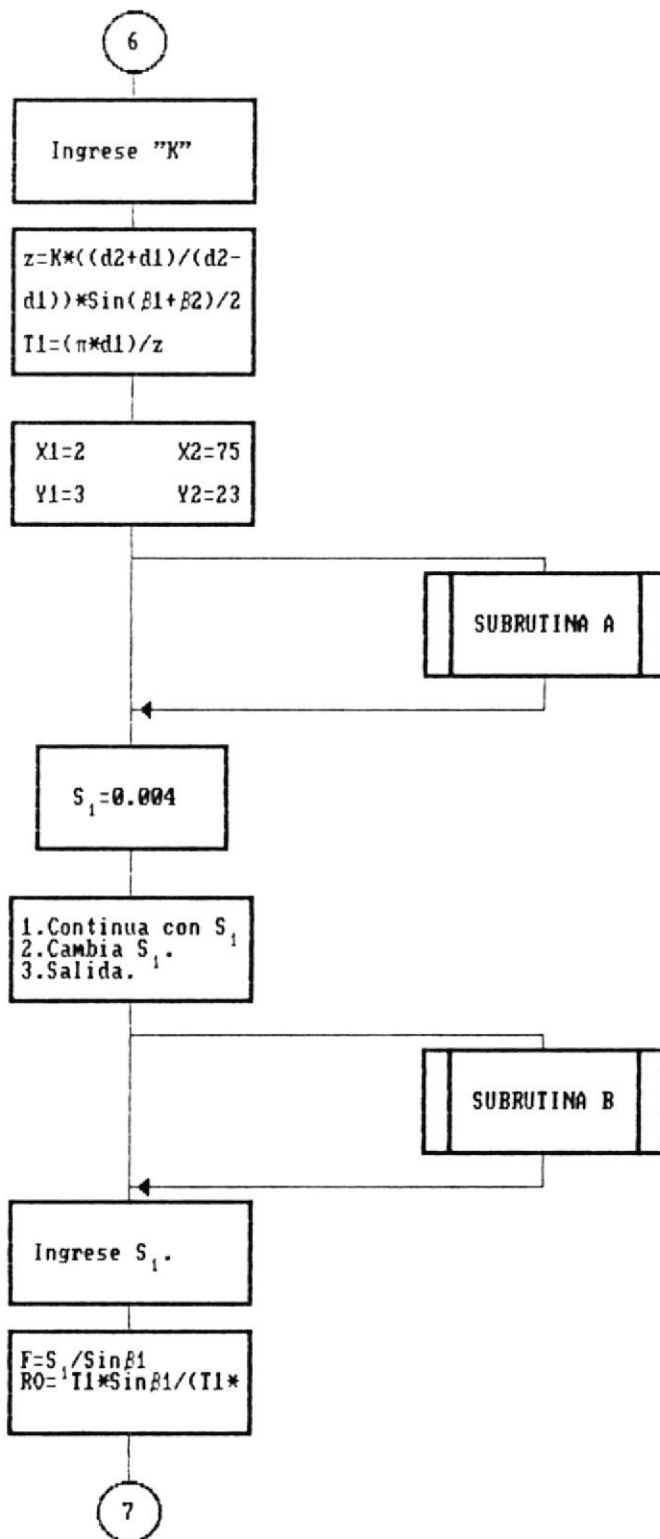 6
Ingrese "K"
z=K*((d2+d1)/(d2-
d1))*Sin(β1+β2)/2
T1=(π*d1)/z
X1=2 X2=75
Y1=3 Y2=23
SUBRUTINA A
S₁=0.004
1.Continua con S₁
2.Cambia S₁.
3.Salida.
SUBRUTINA B
Ingrese S₁.
F=S₁/Sinβ1
RO=T1*Sinβ1/(T1*
7